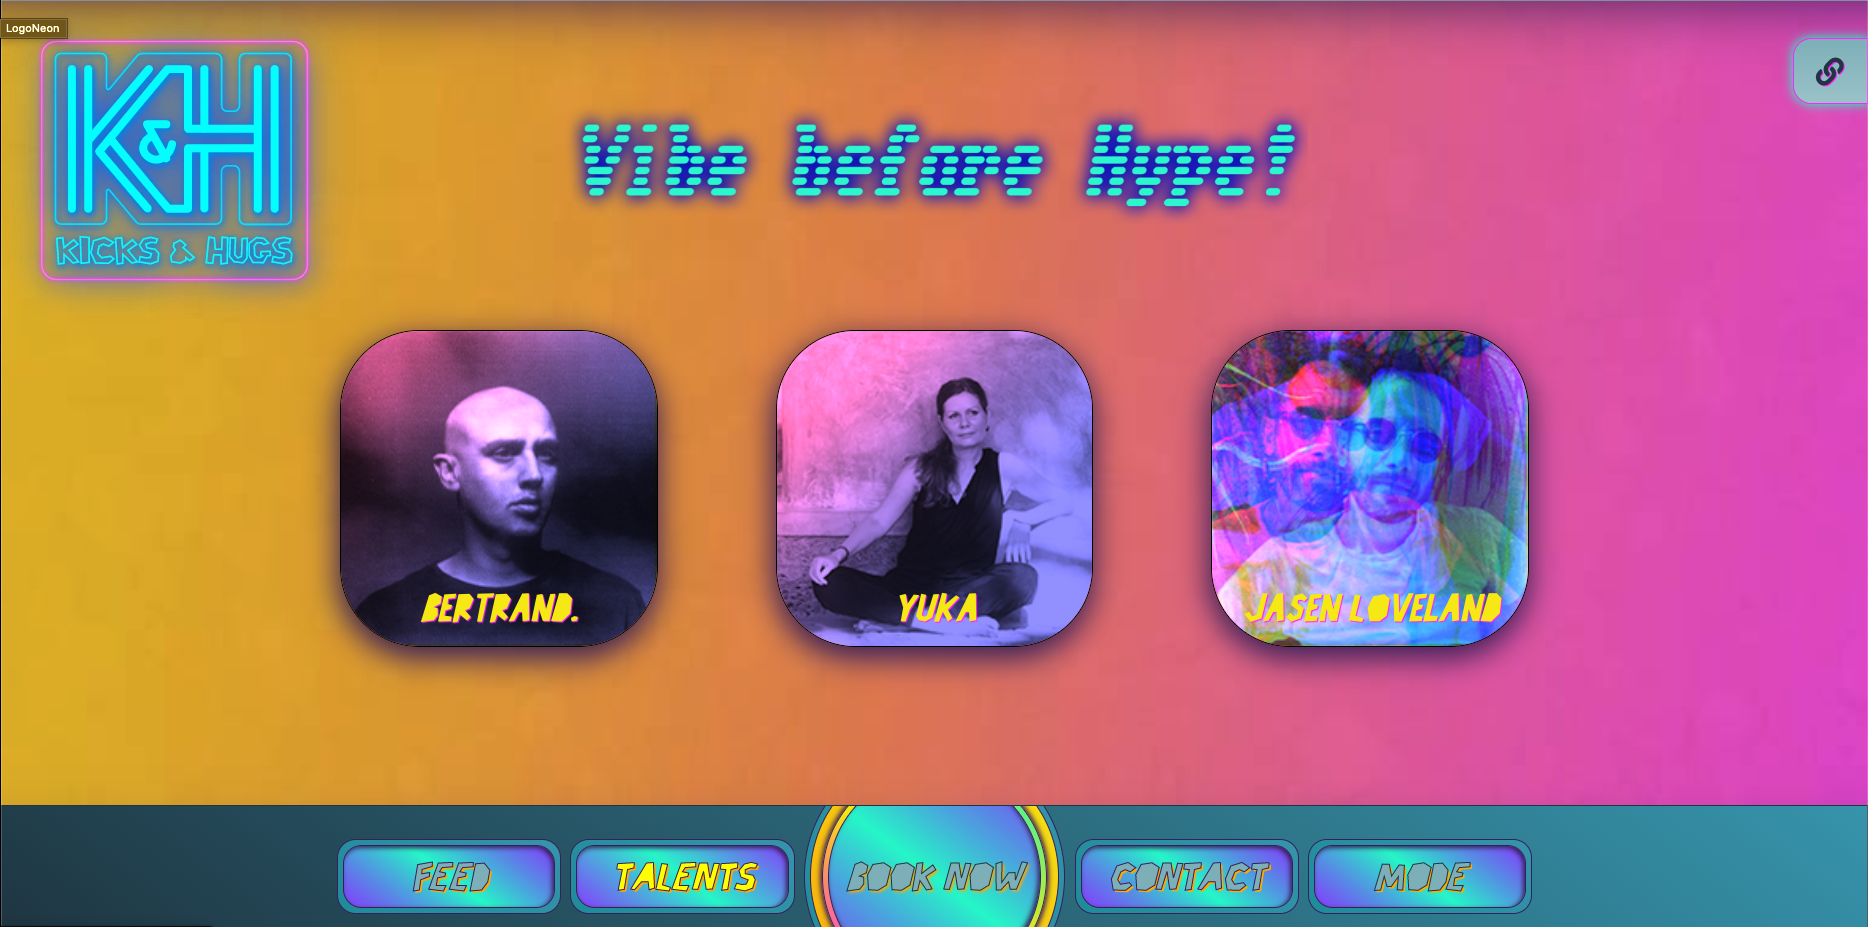 LogoNeon
K&H
KICKS & HUGS
Vibe before Hype!
BERTRAND.
YUKA
JASEN LOVELAND
FEED
TALENTS
BOOK NOW
CONTACT
MODE